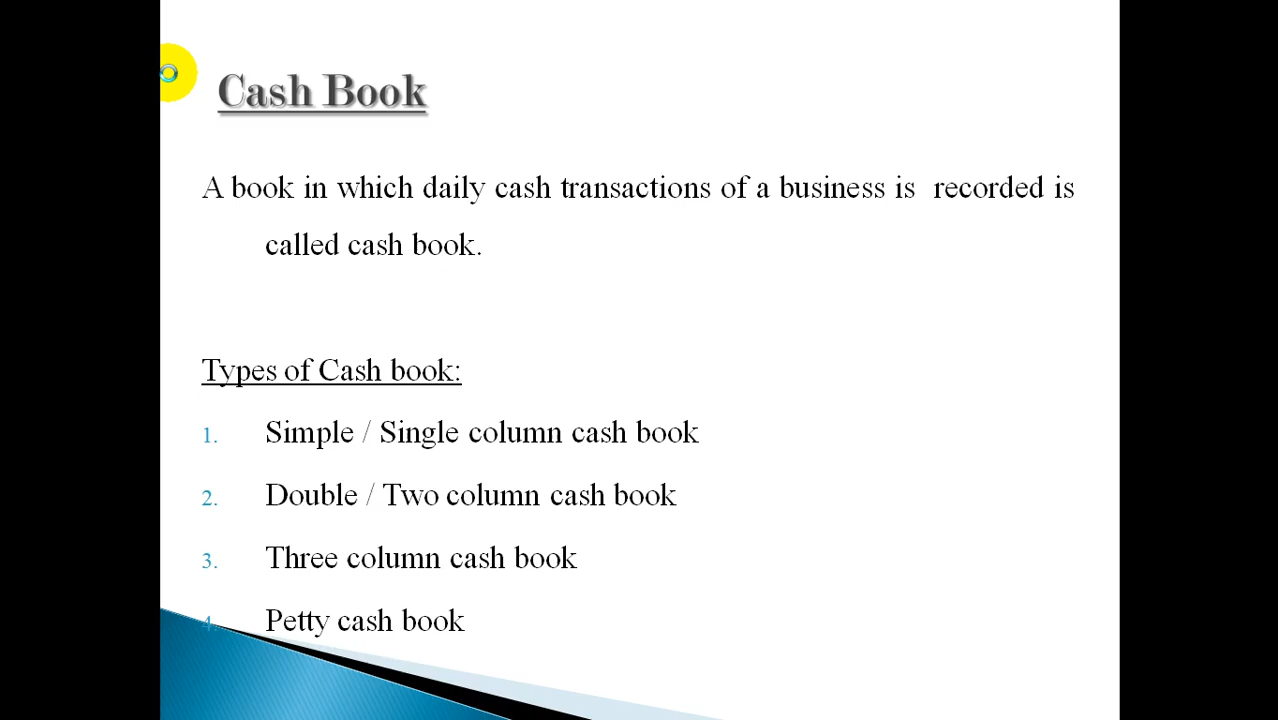 Cash Book
A book in which daily cash transactions of a business is recorded is
called cash book.
Types of Cash book:
1. Simple / Single column cash book
2. Double / Two column cash book
3. Three column cash book
4. Petty cash book